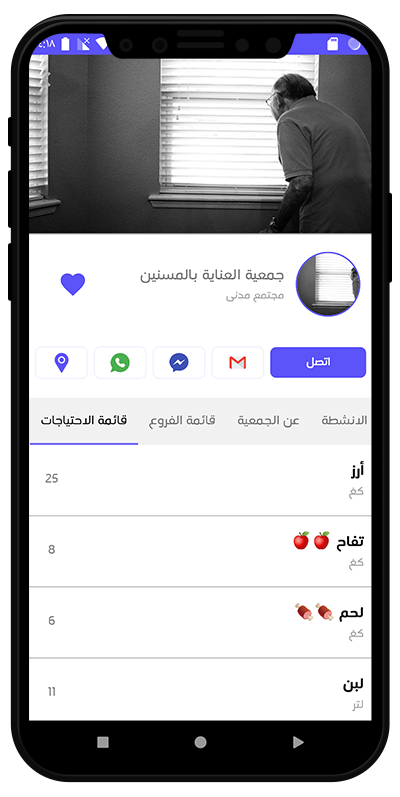 ٤:١٨
جمعية العناية بالمسنين
مجتمع مدنى
اتصل
الانشطة
عن الجمعية
قائمة الفروع
قائمة الاحتياجات
أرز
25
كغ
تفاح 🍎🍎
8
كغ
لحم 🍖🍖
6
كغ
لبن
11
لتر